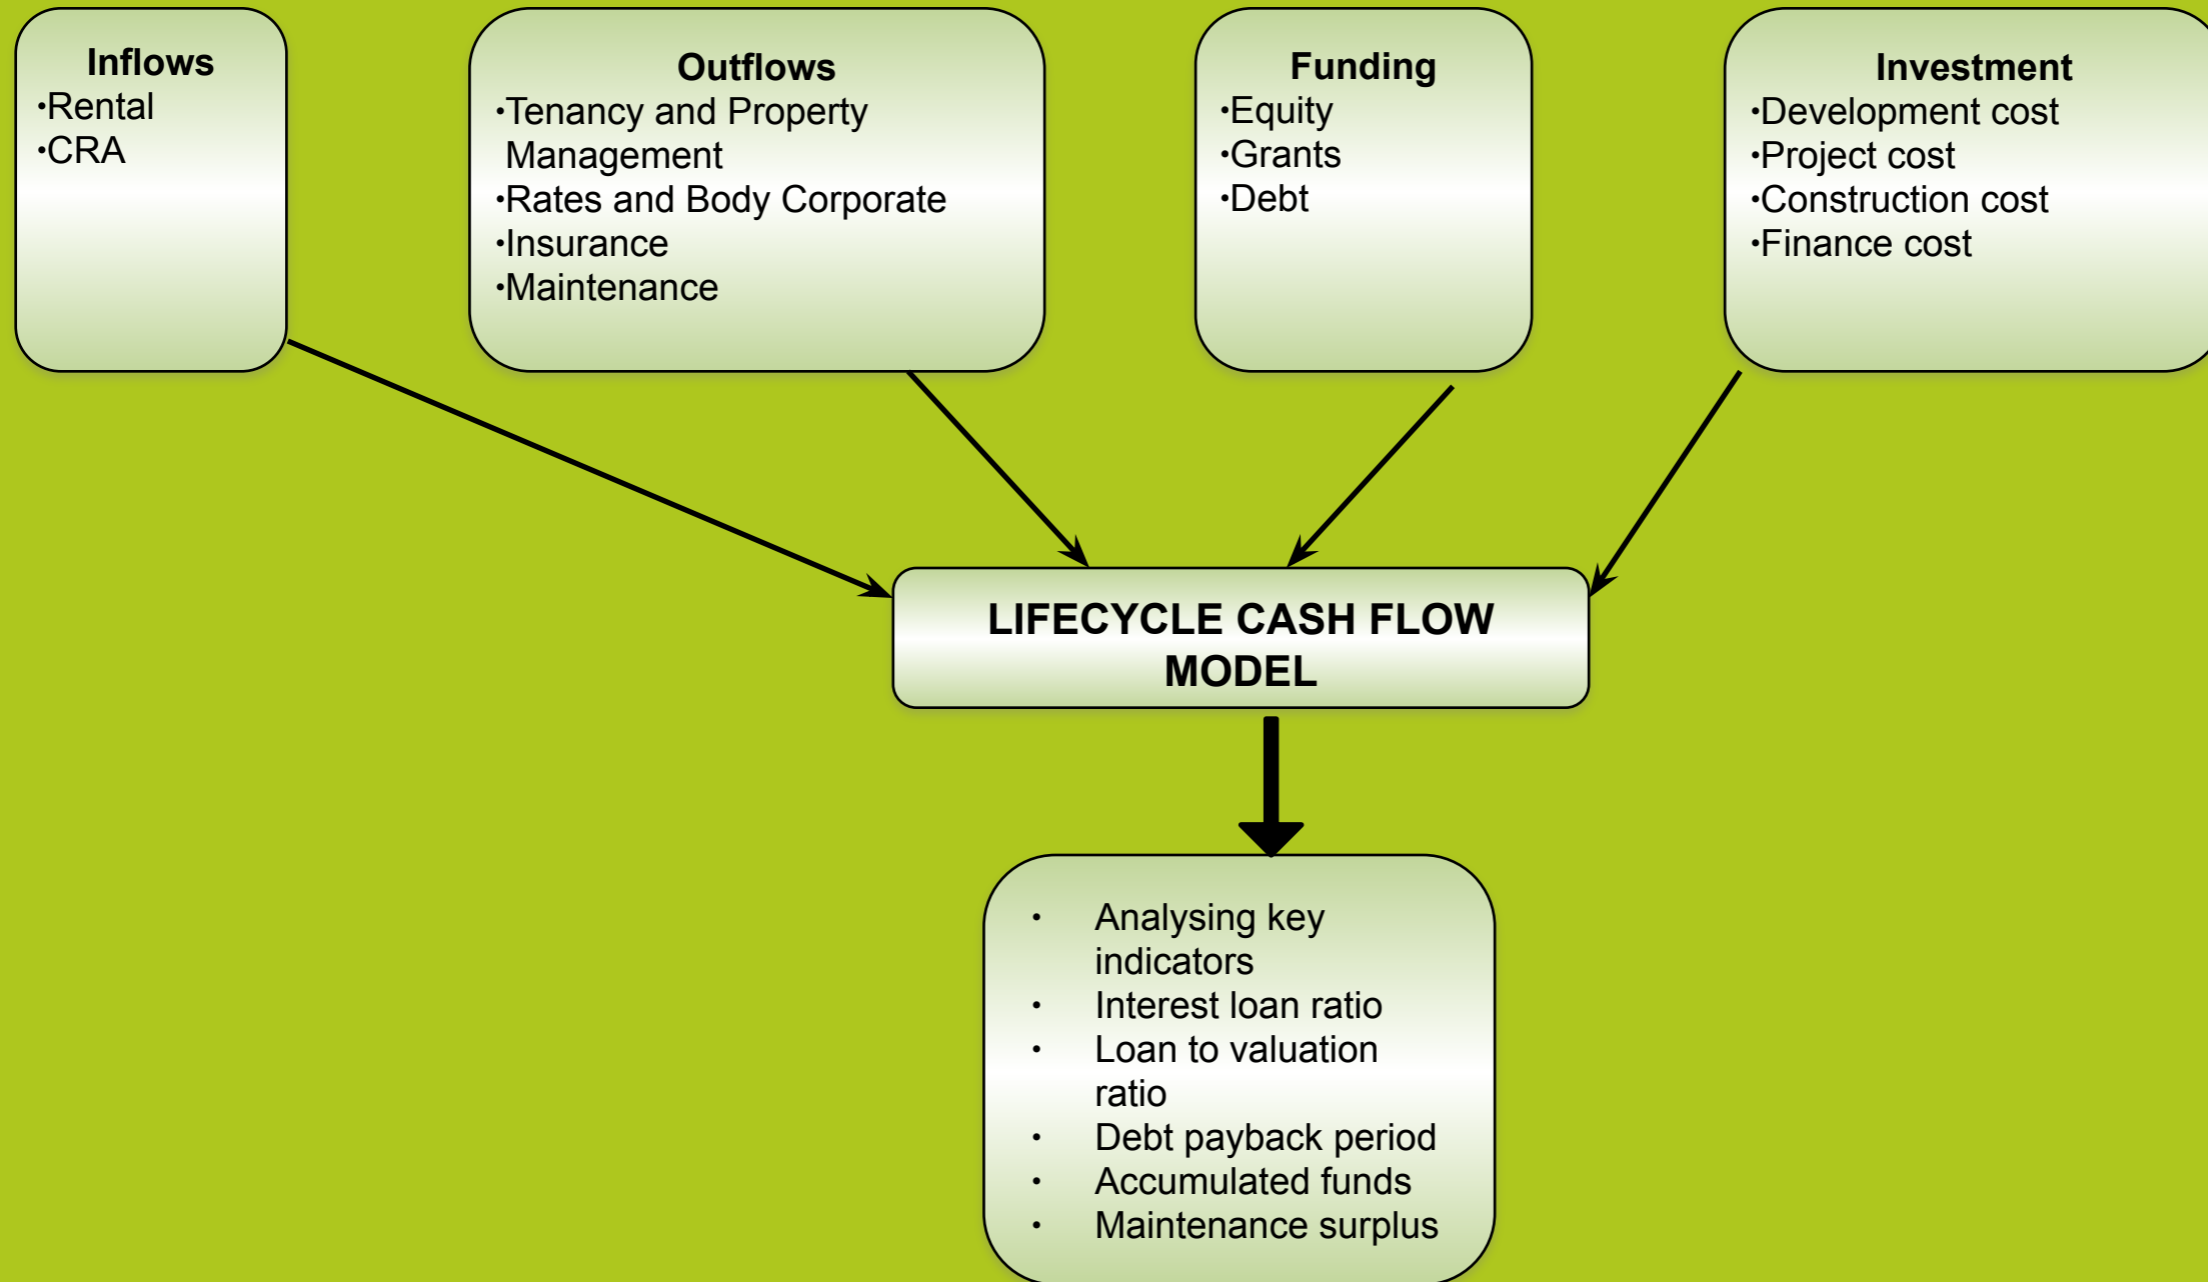 Inflows
·Rental
·CRA
Outflows
·Tenancy and Property
Management
·Rates and Body Corporate
·Insurance
·Maintenance
Funding
·Equity
·Grants
·Debt
Investment
·Development cost
·Project cost
·Construction cost
·Finance cost
LIFECYCLE CASH FLOW
MODEL
· Analysing key
indicators
· Interest loan ratio
· Loan to valuation
ratio
· Debt payback period
· Accumulated funds
· Maintenance surplus